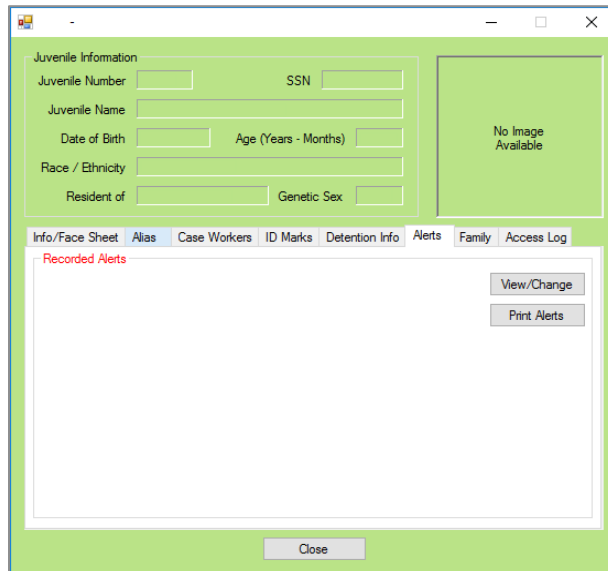 -
Juvenile Information
Juvenile Number SSN
Juvenile Name
Date of Birth Age (Years - Months)
No Image
Available
Race / Ethnicity
Resident of Genetic Sex
Info/Face Sheet Alias Case Workers ID Marks Detention Info Alerts Family Access Log
Recorded Alerts
View/Change
Print Alerts
Close